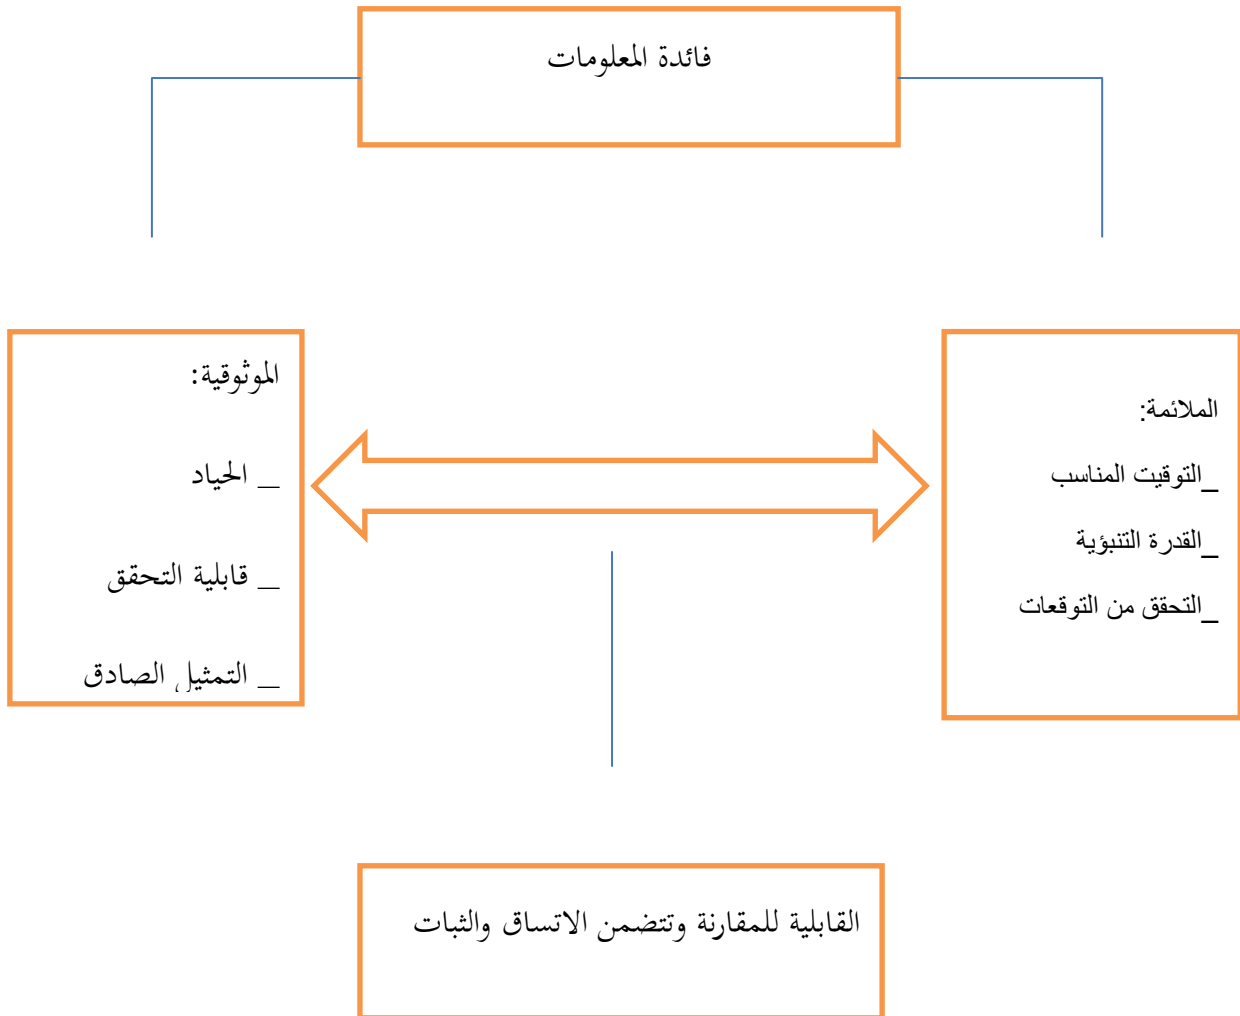 فائدة المعلومات
الملائمة:
_التوقيت المناسب
_القدرة التنبؤية
_التحقق من التوقعات
الموثوقية:
_ الحياد
_ قابلية التحقق
_ التمثيل الصادق
القابلية للمقارنة وتتضمن الاتساق والثبات